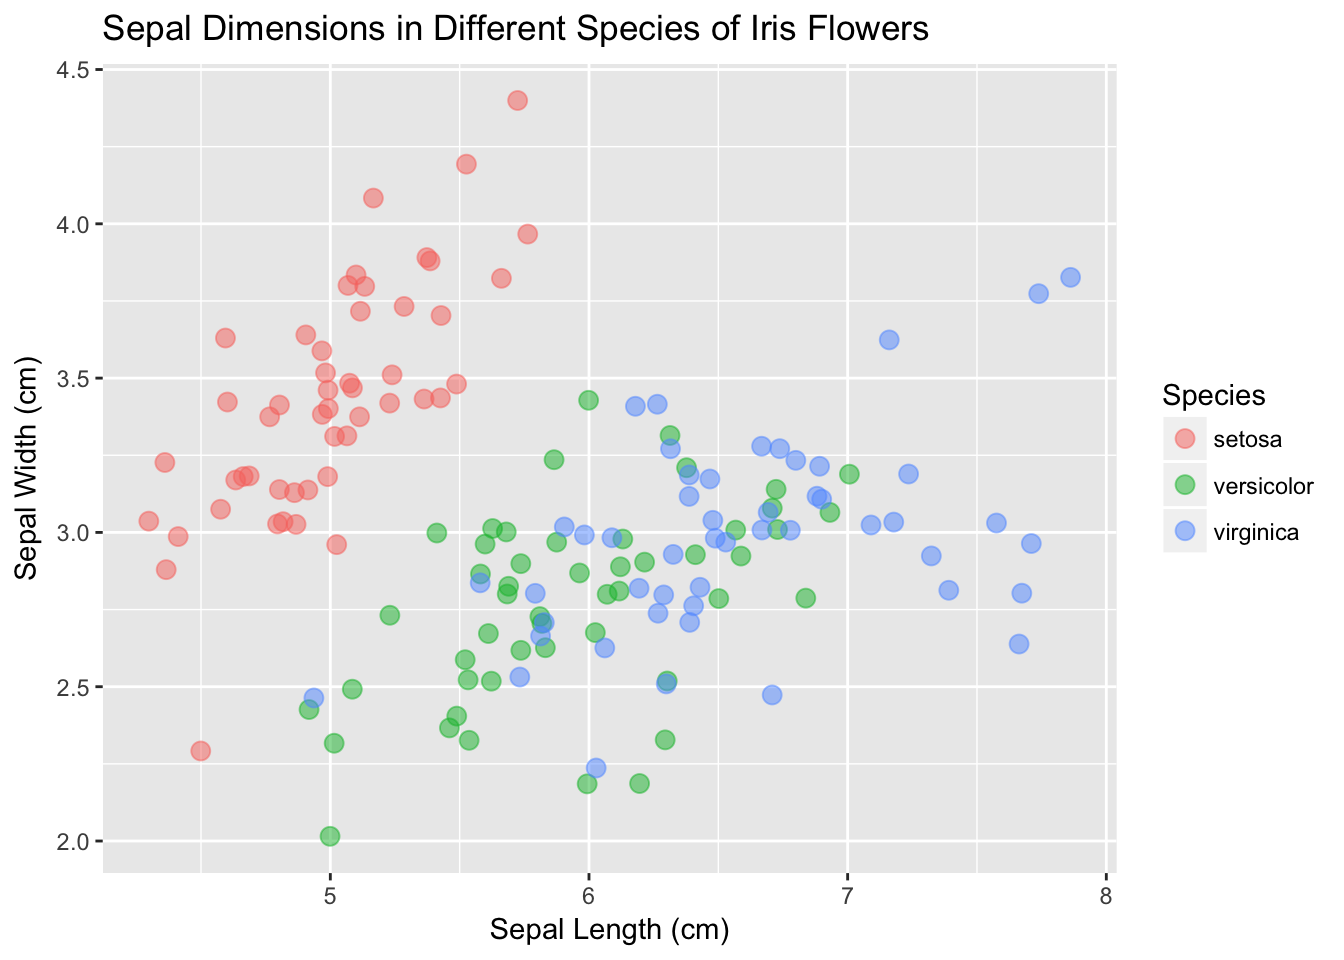 Sepal Dimensions in Different Species of Iris Flowers
4.5
4.0
3.5
3.0
2.5
2.0
Sepal Width (cm)
5 6 7 8
Sepal Length (cm)
Species
setosa
versicolor
virginica